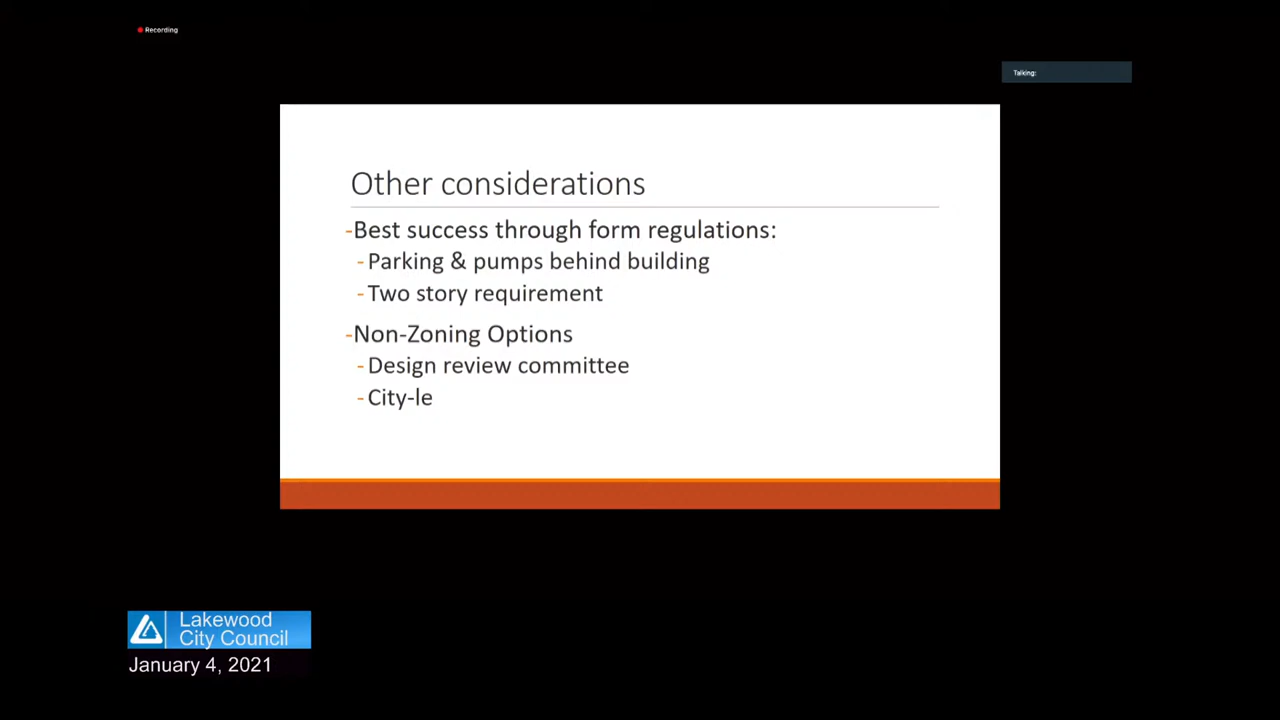 Recording
Talking:
Other considerations
-Best success through form regulations:
-Parking & pumps behind building
-Two story requirement
-Non-Zoning Options
-Design review committee
-City-le
Lakewood
City Council
January 4, 2021